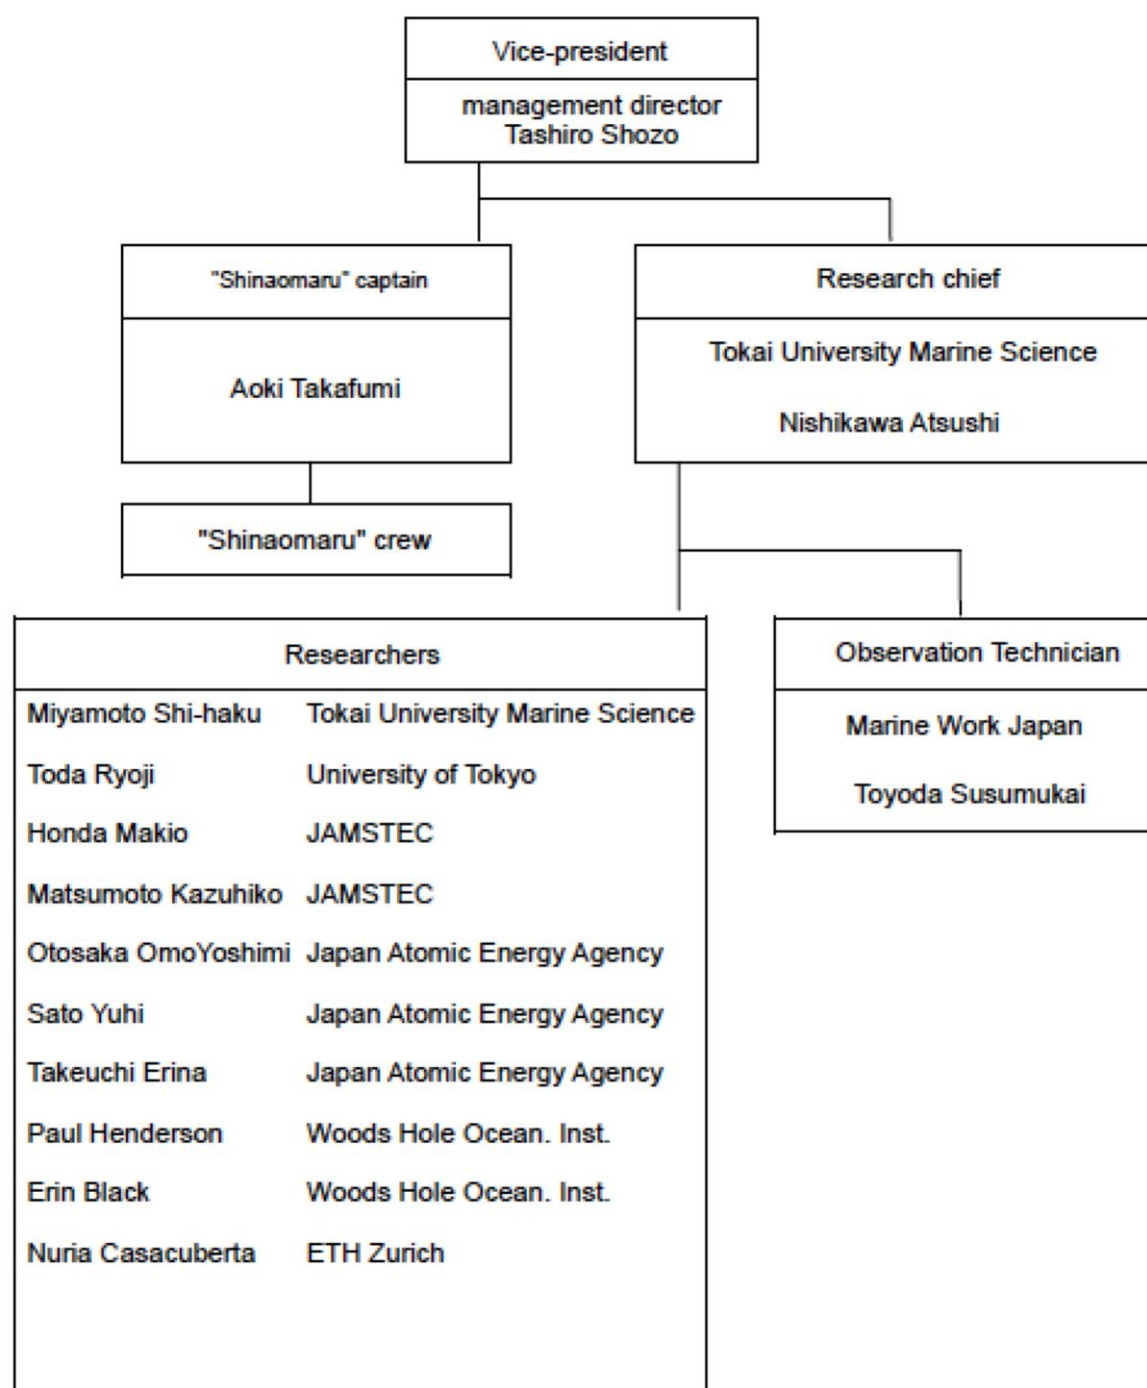 Vice-president
management director
Tashiro Shozo
"Shinaomaru" captain
Aoki Takafumi
"Shinaomaru" crew
Research chief
Tokai University Marine Science
Nishikawa Atsushi
Researchers
Miyamoto Shi-haku Tokai University Marine Science
Toda Ryoji University of Tokyo
Honda Makio JAMSTEC
Matsumoto Kazuhiko JAMSTEC
Otosaka OmoYoshimi Japan Atomic Energy Agency
Sato Yuhi Japan Atomic Energy Agency
Takeuchi Erina Japan Atomic Energy Agency
Paul Henderson Woods Hole Ocean. Inst.
Erin Black Woods Hole Ocean. Inst.
Nuria Casacuberta ETH Zurich
Observation Technician
Marine Work Japan
Toyoda Susumukai